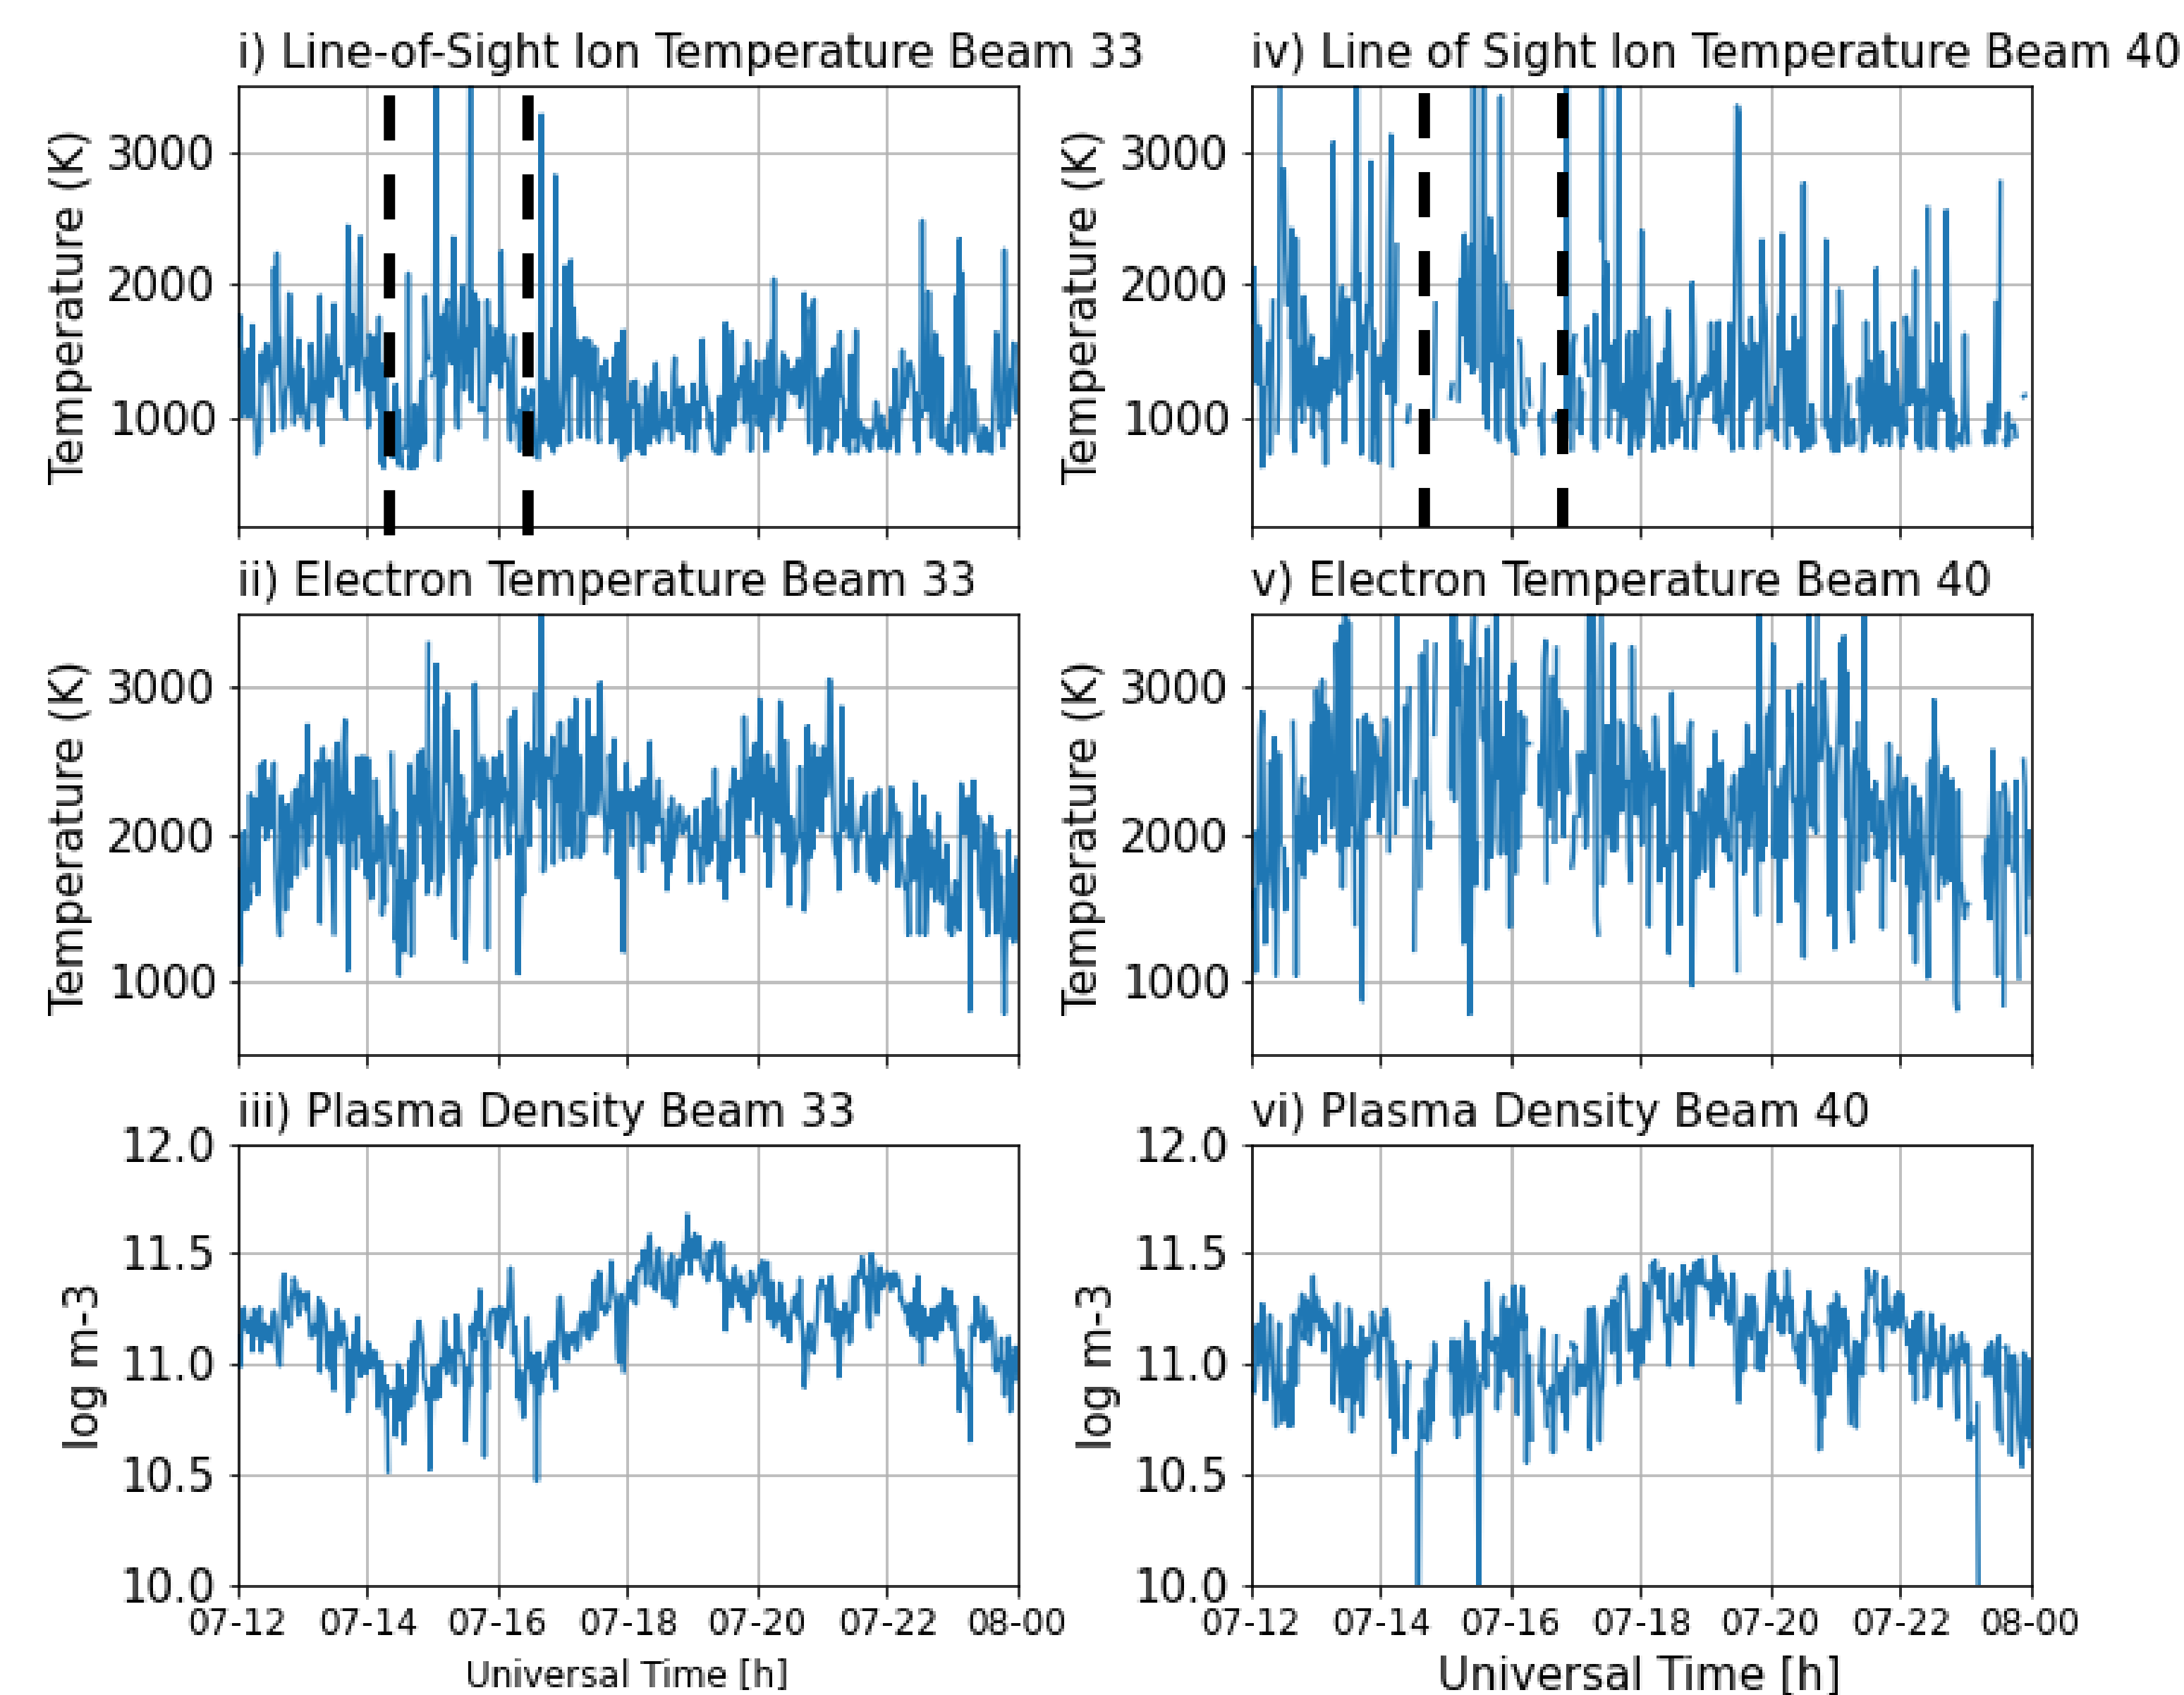 i) Line-of-Sight Ion Temperature Beam 33
Temperature (K)
3000
2000
1000
ii) Electron Temperature Beam 33
Temperature (K)
3000
2000
1000
iii) Plasma Density Beam 33
log m-3
12.0
11.5
11.0
10.5
10.0
07-12 07-14 07-16 07-18 07-20 07-22 08-00
Universal Time [h]
iv) Line of Sight Ion Temperature Beam 40
Temperature (K)
3000
2000
1000
v) Electron Temperature Beam 40
Temperature (K)
3000
2000
1000
vi) Plasma Density Beam 40
log m-3
12.0
11.5
11.0
10.5
10.0
07-12 07-14 07-16 07-18 07-20 07-22 08-00
Universal Time [h]